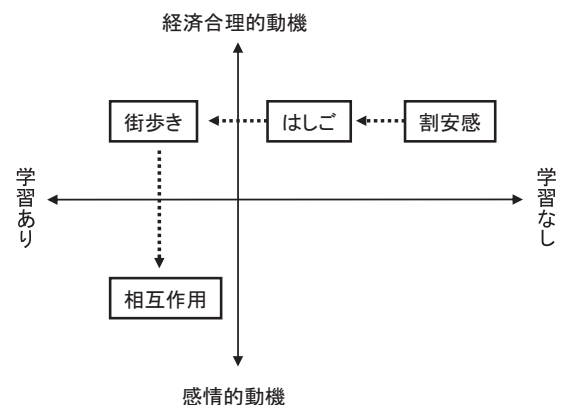 経済合理的動機
街歩き
はしご
割安感
学習あり
学習なし
相互作用
感情的動機